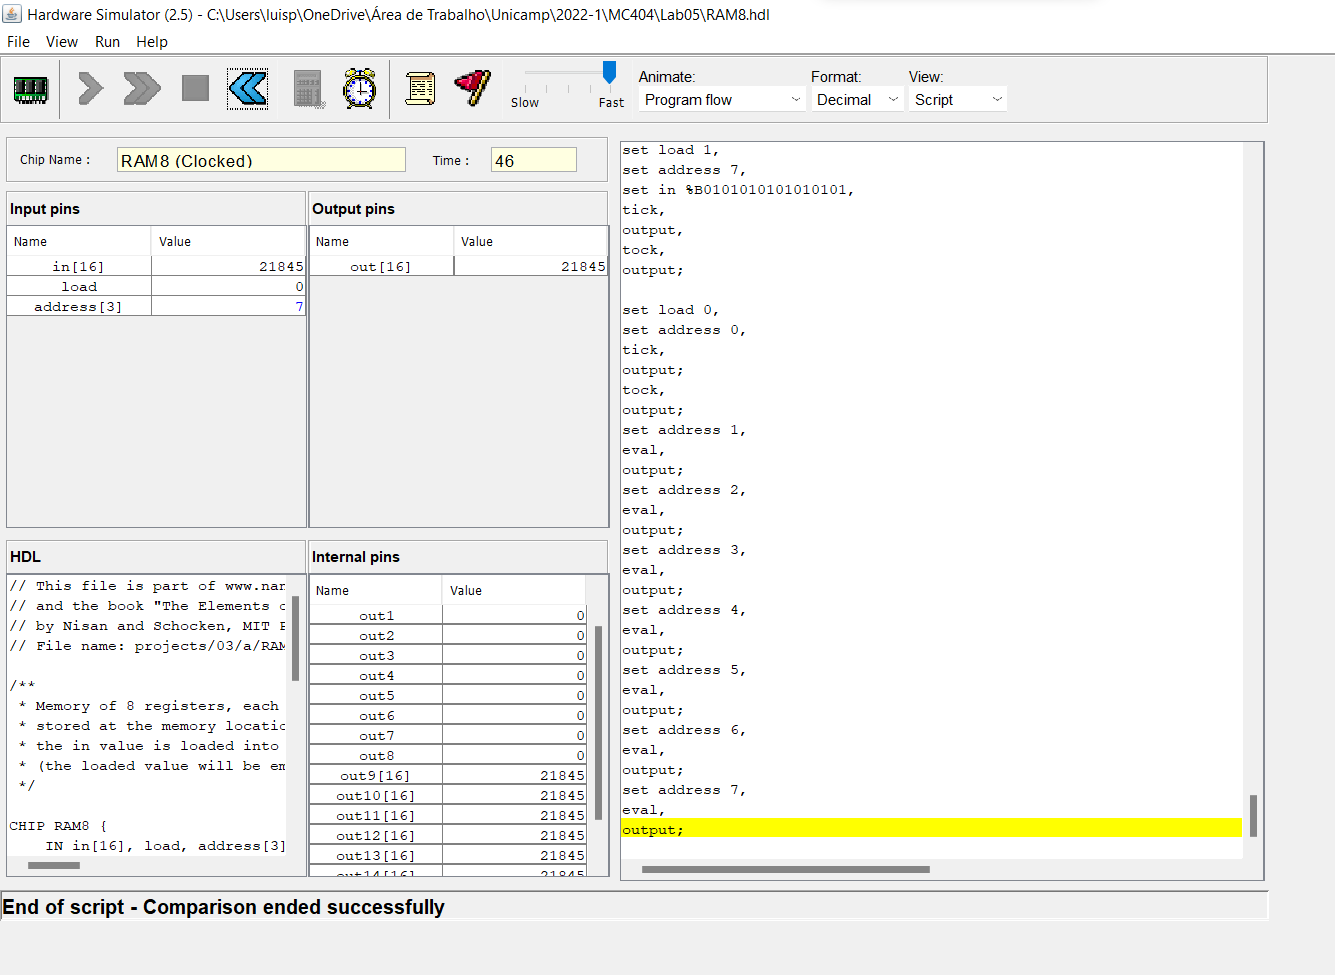 Hardware Simulator (2.5) - C:\Users\luisp\OneDrive\Área de Trabalho\Unicamp\2022-1\MC404\Lab05\RAM8.hdl
File View Run Help
Slow Fast
Animate: Format: View:
Program flow Decimal Script
Chip Name : RAM8 (Clocked) Time : 46
Input pins
Name Value
in[16] 21845
load 0
address[3] 7
Output pins
Name Value
out[16] 21845
HDL
// This file is part of www.nan
// and the book "The Elements
// by Nisan and Schocken, MIT
// File name: projects/03/a/RAM
/**
* Memory of 8 registers, each
* stored at the memory locatic
* the in value is loaded into
* (the loaded value will be em
*/
CHIP RAM8 {
IN in[16], load, address[3]
Internal pins
Name Value
out1 0
out2 0
out3 0
out4 0
out5 0
out6 0
out7 0
out8 0
out9[16] 21845
out10[16] 21845
out11[16] 21845
out12[16] 21845
out13[16] 21845
out14[16] 21845
set load 1,
set address 7,
set in %B0101010101010101,
tick,
output,
tock,
output;
set load 0,
set address 0,
tick,
output;
tock,
output;
set address 1,
eval,
output;
set address 2,
eval,
output;
set address 3,
eval,
output;
set address 4,
eval,
output;
set address 5,
eval,
output;
set address 6,
eval,
output;
set address 7,
eval,
output;
End of script - Comparison ended successfully